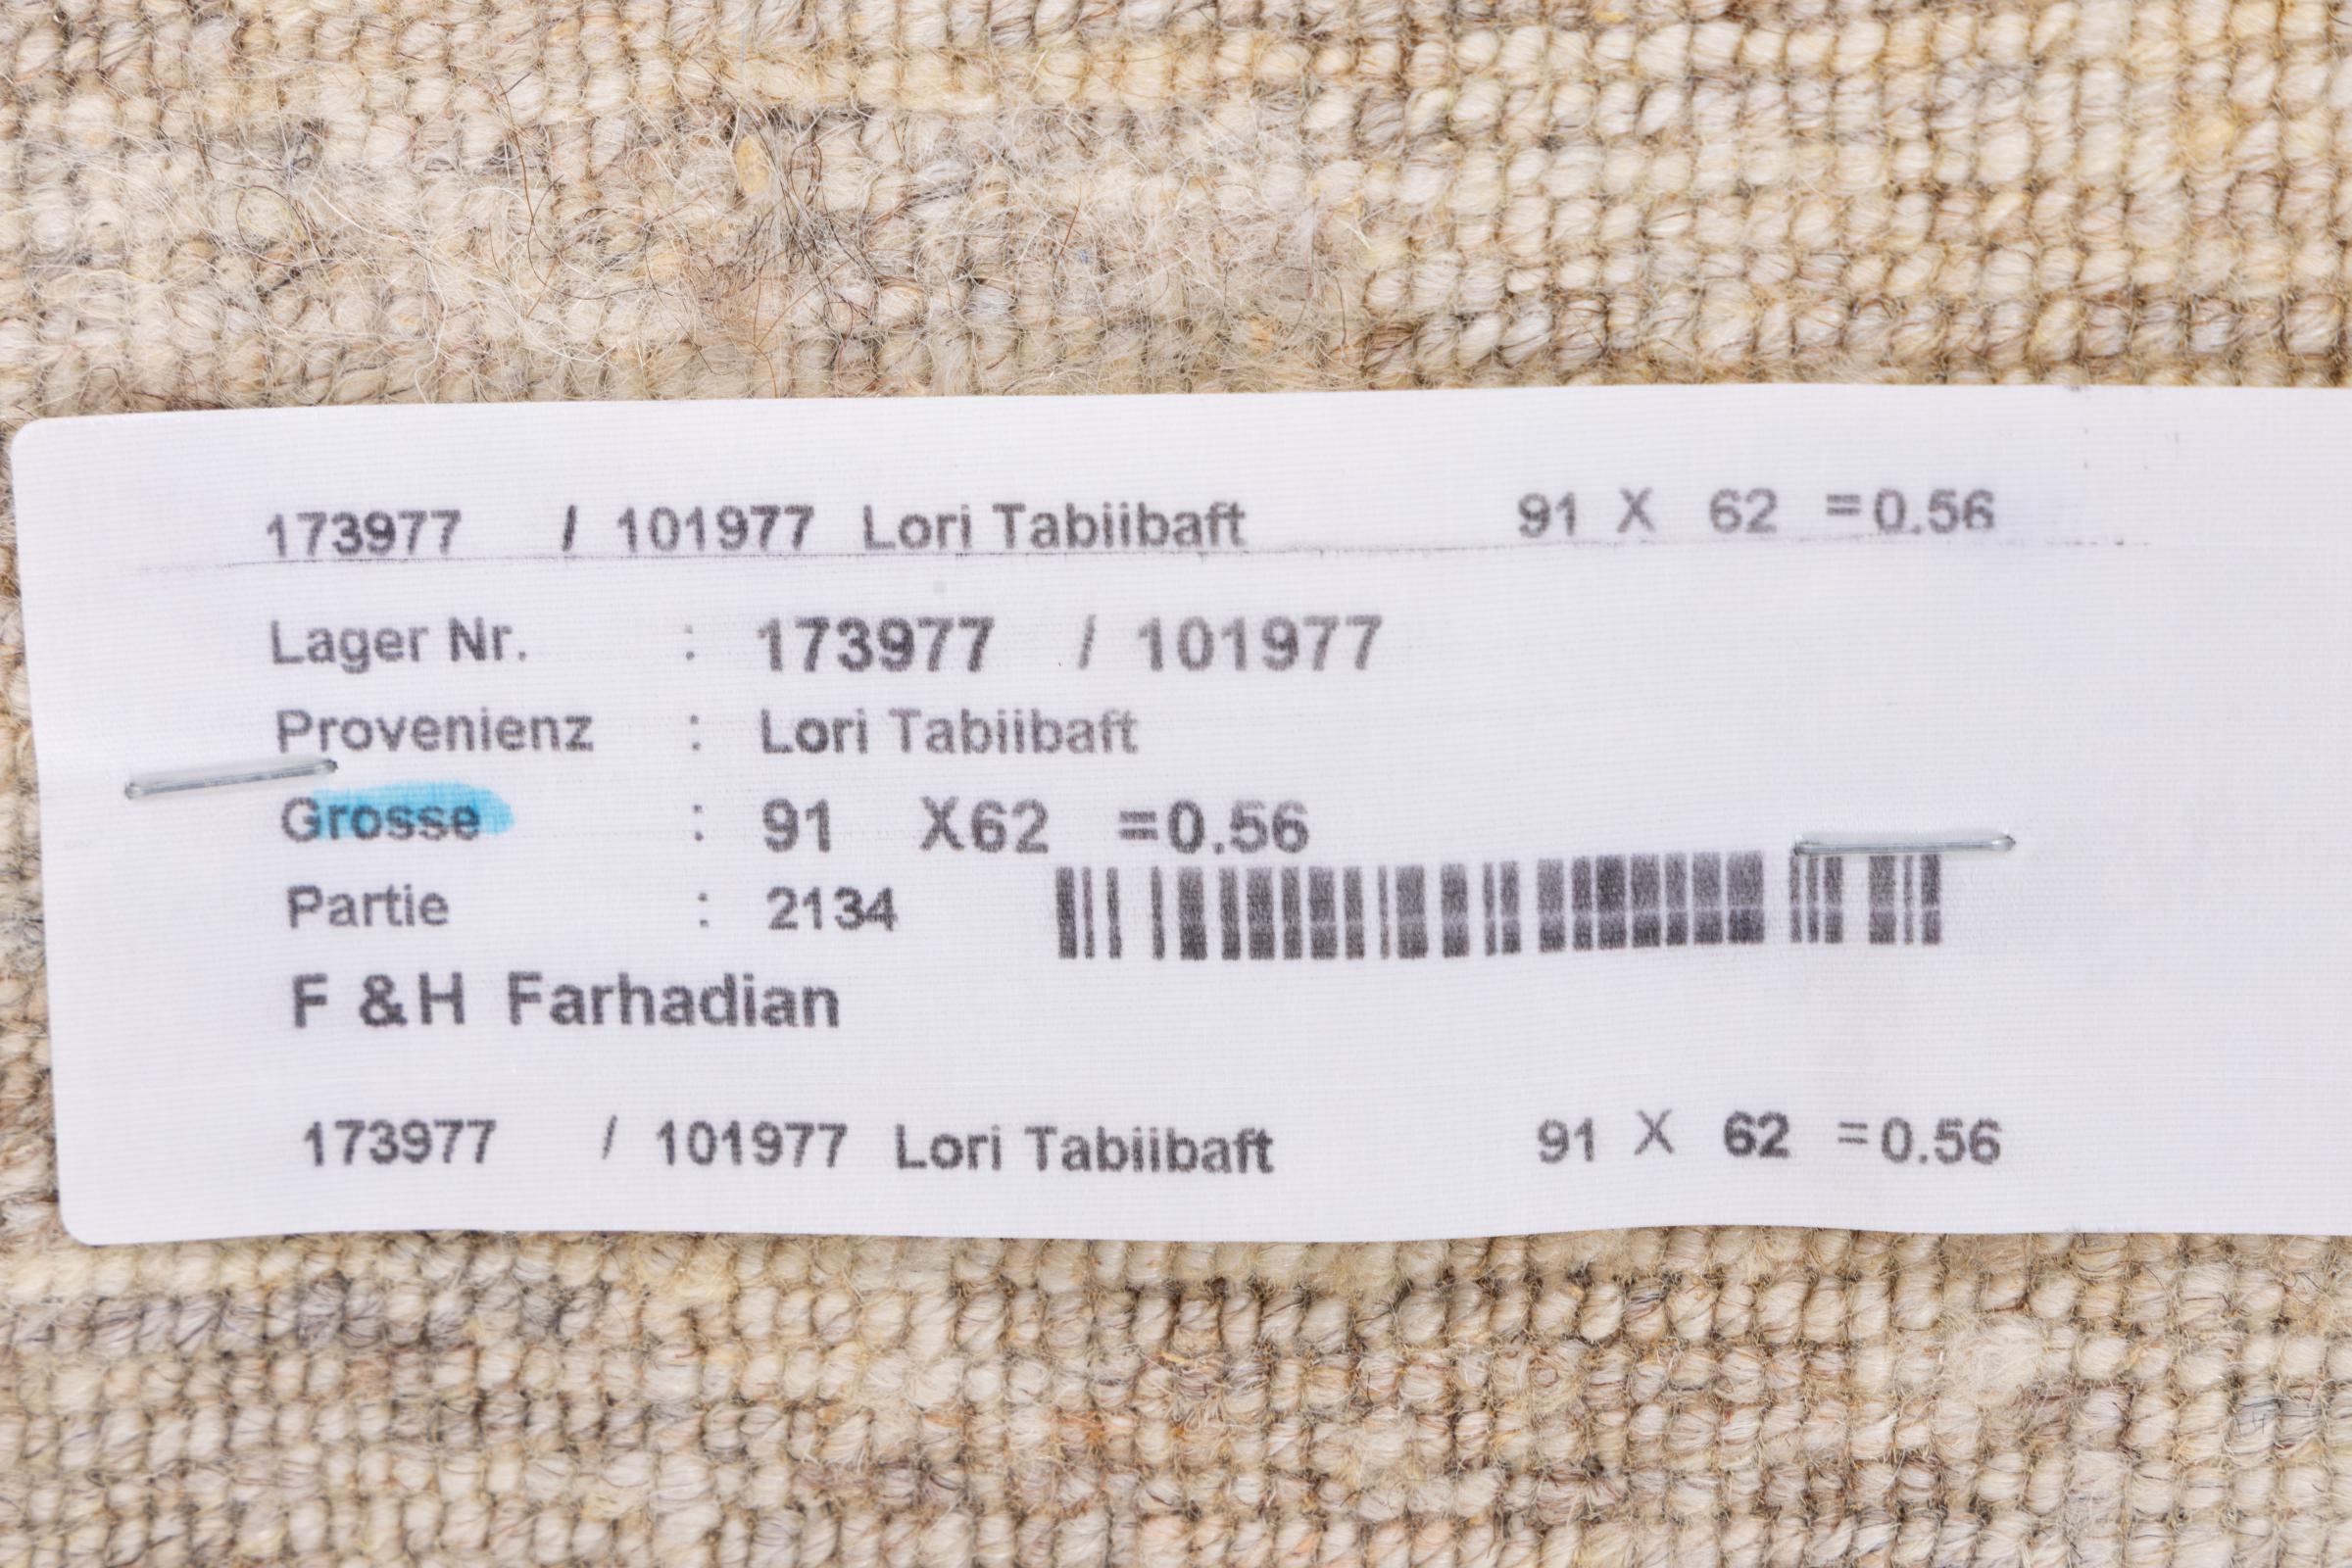 173977 / 101977 Lori Tabiibaft 91 X 62 =0.56
Lager Nr. : 173977 / 101977
Provenienz : Lori Tabiibaft
Grosse : 91 X62 =0.56
Partie : 2134
F &H Farhadian
173977 / 101977 Lori Tabiibaft 91 X 62 =0.56